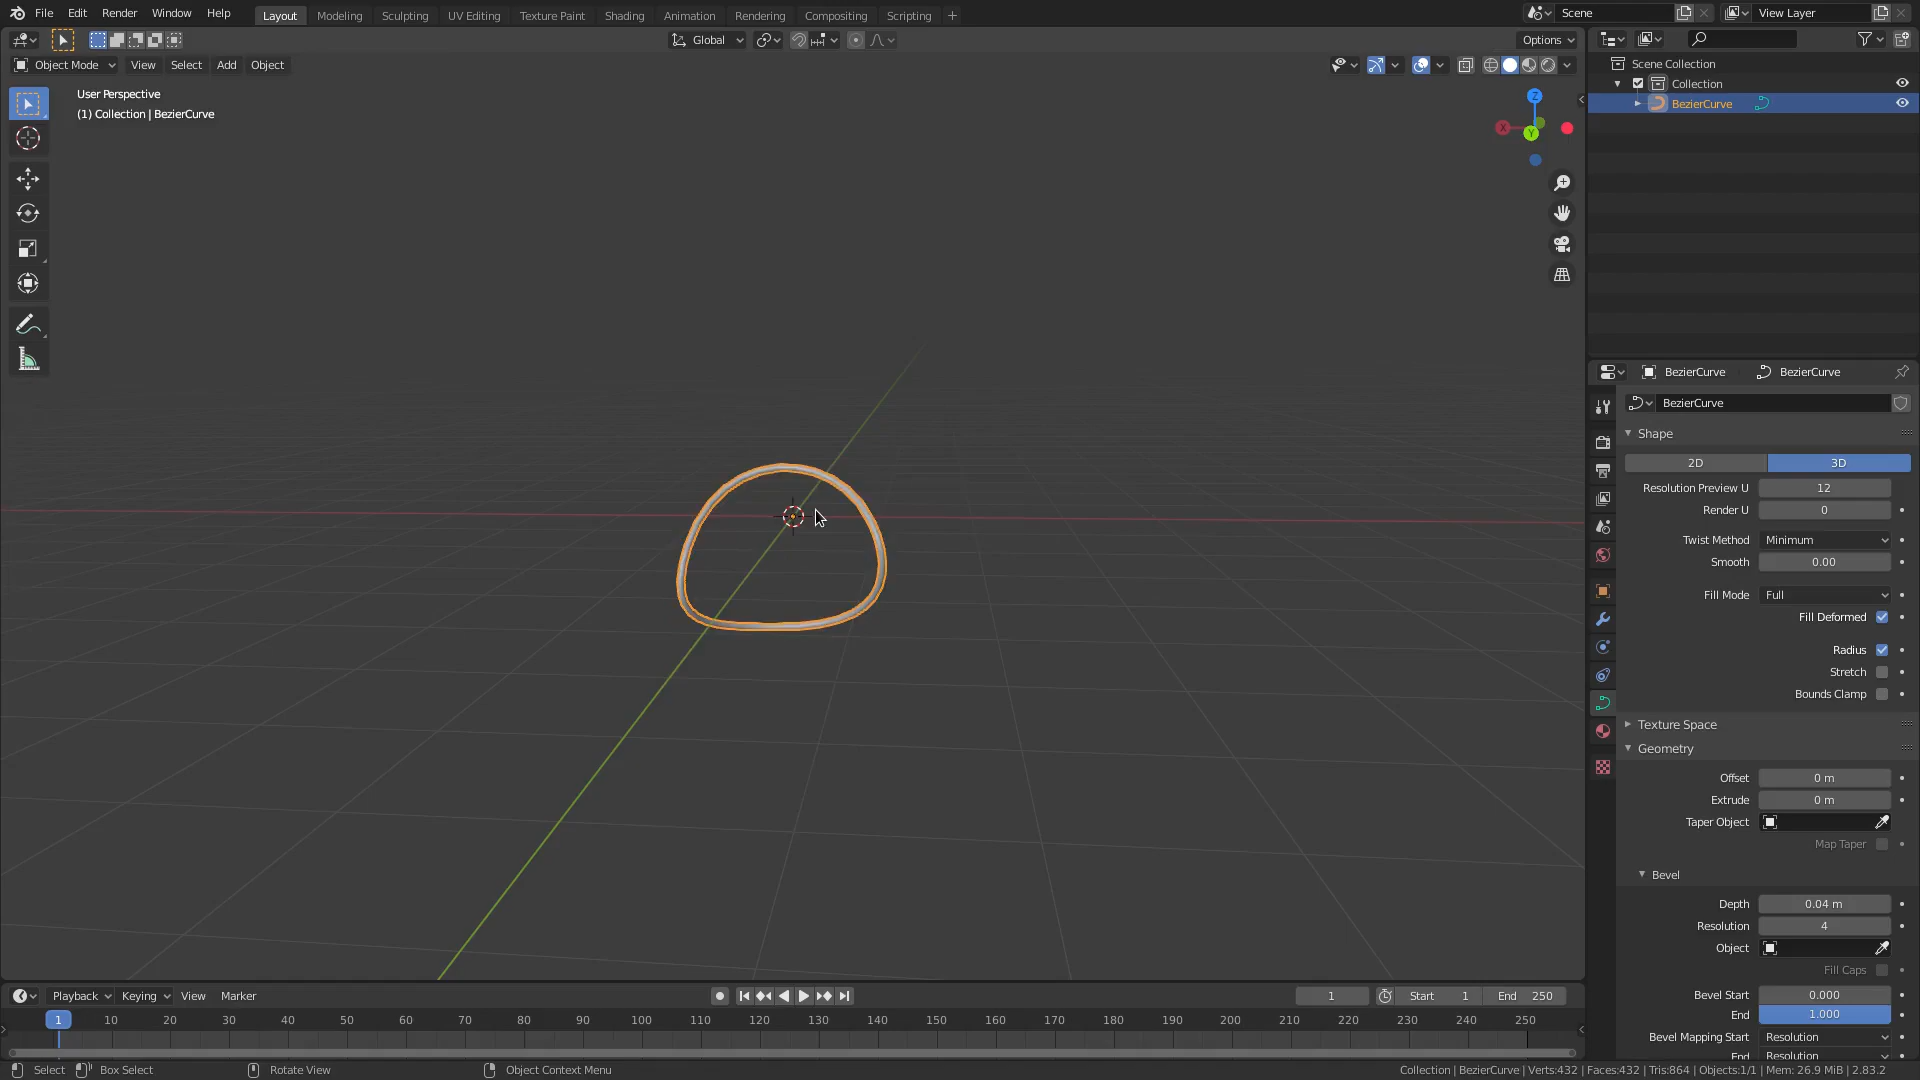 File Edit Render Window Help Layout Modeling Sculpting UV Editing Texture Paint Shading Animation Rendering Compositing Scripting + Scene View Layer
Global Options
Object Mode View Select Add Object
User Perspective
(1) Collection | BezierCurve
Z
X
Y
Scene Collection
Collection
BezierCurve
BezierCurve BezierCurve
BezierCurve
Shape
2D 3D
Resolution Preview U 12
Render U 0
Twist Method Minimum
Smooth 0.00
Fill Mode Full
Fill Deformed
Radius
Stretch
Bounds Clamp
Texture Space
Geometry
Offset 0 m
Extrude 0 m
Taper Object
Map Taper
Bevel
Depth 0.04 m
Resolution 4
Object
Fill Caps
Bevel Start 0.000
End 1.000
Bevel Mapping Start Resolution
End Resolution
Playback Keying View Marker 1 Start 1 End 250
1 10 20 30 40 50 60 70 80 90 100 110 120 130 140 150 160 170 180 190 200 210 220 230 240 250
Select Box Select Rotate View Object Context Menu Collection | BezierCurve | Verts:432 | Faces:432 | Tris:864 | Objects:1/1 | Mem: 26.9 MiB | 2.83.2